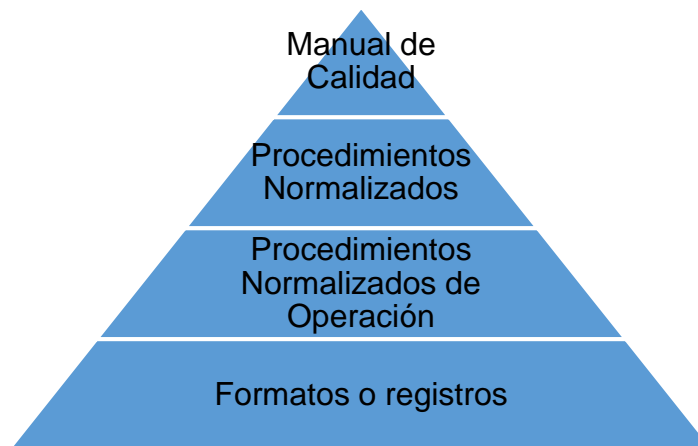 Manual de
Calidad
Procedimientos
Normalizados
Procedimientos
Normalizados de
Operación
Formatos o registros